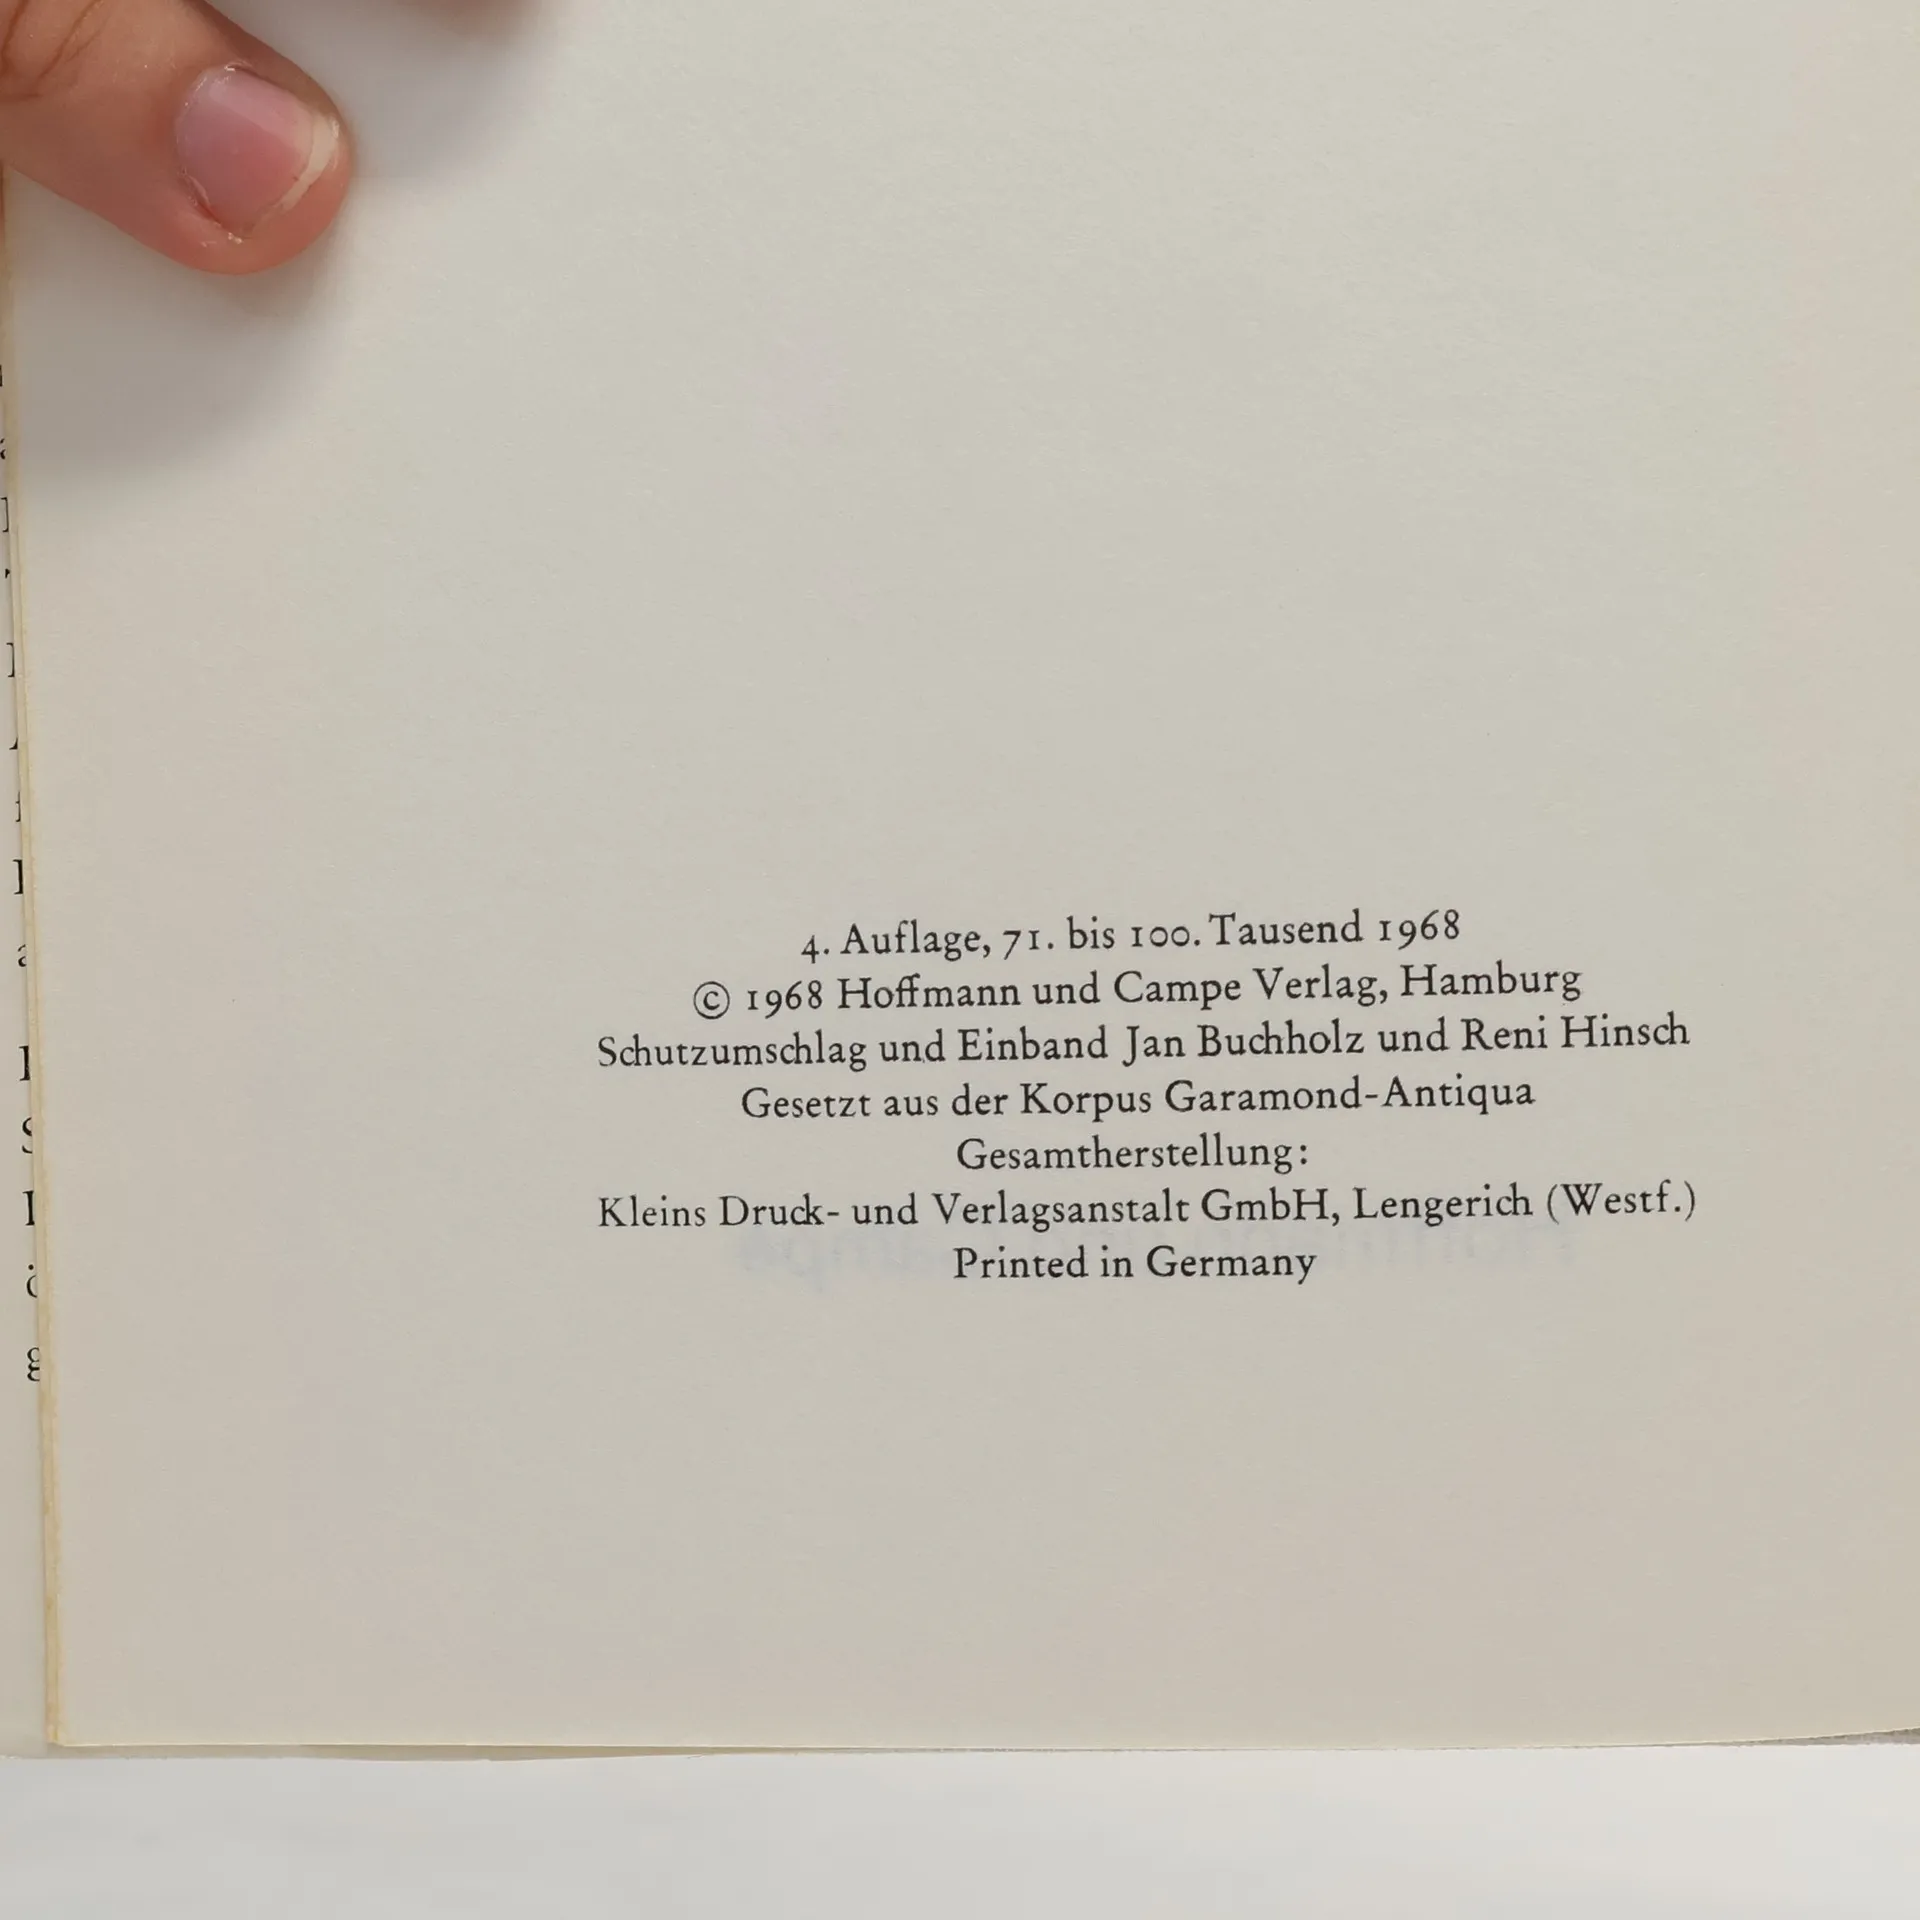 4. Auflage, 71. bis 100. Tausend 1968
© 1968 Hoffmann und Campe Verlag, Hamburg
Schutzumschlag und Einband Jan Buchholz und Reni Hinsch
Gesetzt aus der Korpus Garamond-Antiqua
Gesamtherstellung:
Kleins Druck- und Verlagsanstalt GmbH, Lengerich (Westf.)
Printed in Germany